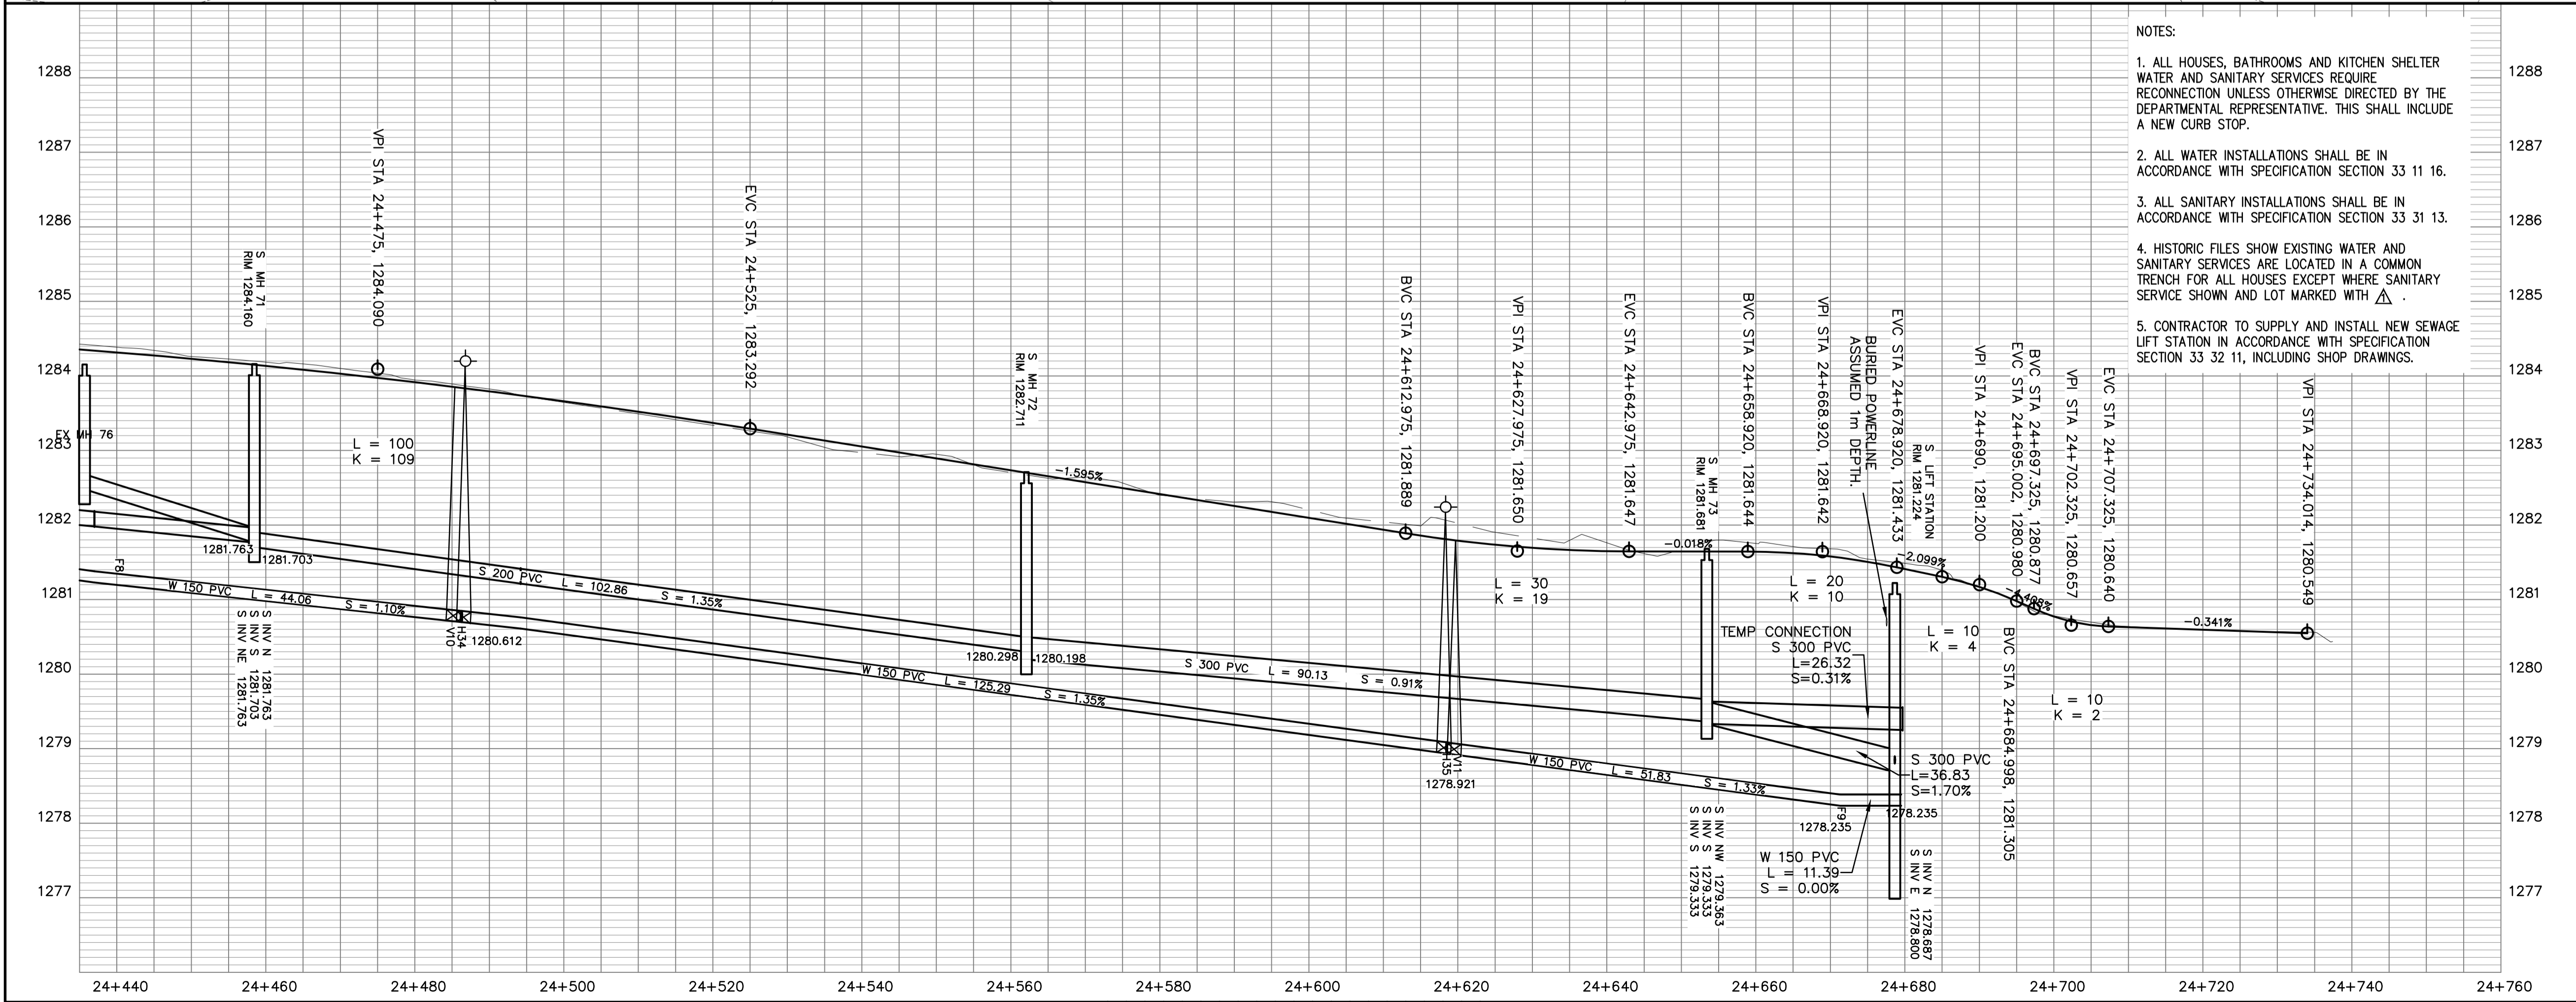 NOTES:
1. ALL HOUSES, BATHROOMS AND KITCHEN SHELTER
WATER AND SANITARY SERVICES REQUIRE
RECONNECTION UNLESS OTHERWISE DIRECTED BY THE
DEPARTMENTAL REPRESENTATIVE. THIS SHALL INCLUDE
A NEW CURB STOP.
2. ALL WATER INSTALLATIONS SHALL BE IN
ACCORDANCE WITH SPECIFICATION SECTION 33 11 16.
3. ALL SANITARY INSTALLATIONS SHALL BE IN
ACCORDANCE WITH SPECIFICATION SECTION 33 31 13.
4. HISTORIC FILES SHOW EXISTING WATER AND
SANITARY SERVICES ARE LOCATED IN A COMMON
TRENCH FOR ALL HOUSES EXCEPT WHERE SANITARY
SERVICE SHOWN AND LOT MARKED WITH ⚠ .
5. CONTRACTOR TO SUPPLY AND INSTALL NEW SEWAGE
LIFT STATION IN ACCORDANCE WITH SPECIFICATION
SECTION 33 32 11, INCLUDING SHOP DRAWINGS.
1288
1287
1286
1285
1284
1283
1282
1281
1280
1279
1278
1277
EX MH 76
S MH 71
RIM 1284.160
VPI STA 24+475, 1284.090
L = 100
K = 109
EVC STA 24+525, 1283.292
S MH 72
RIM 1282.711
-1.595%
BVC STA 24+612.975, 1281.889
VPI STA 24+627.975, 1281.650
EVC STA 24+642.975, 1281.647
L = 30
K = 19
S MH 73
RIM 1281.681
-0.018%
BVC STA 24+658.920, 1281.644
VPI STA 24+668.920, 1281.642
L = 20
K = 10
BURIED POWERLINE
ASSUMED 1m DEPTH.
EVC STA 24+678.920, 1281.433
S LIFT STATION
RIM 1281.224
-2.099%
VPI STA 24+690, 1281.200
EVC STA 24+695.002, 1280.980
BVC STA 24+697.325, 1280.877
VPI STA 24+702.325, 1280.657
EVC STA 24+707.325, 1280.640
-0.341%
VPI STA 24+734.014, 1280.549
L = 10
K = 4
BVC STA 24+684.998, 1281.305
L = 10
K = 2
1281.763
1281.703
F8
W 150 PVC L = 44.06 S = 1.10%
S 200 PVC L = 102.86 S = 1.35%
V10
H34
1280.612
S INV N 1281.763
S INV S 1281.703
S INV NE 1281.763
1280.298
1280.198
W 150 PVC L = 125.29 S = 1.35%
S 300 PVC L = 90.13 S = 0.91%
H35
V11
1278.921
W 150 PVC L = 51.83 S = 1.33%
TEMP CONNECTION
S 300 PVC
L=26.32
S=0.31%
S 300 PVC
L=36.83
S=1.70%
F9
1278.235
1278.235
W 150 PVC
L = 11.39
S = 0.00%
S INV NW 1279.363
S INV S 1279.333
S INV S 1279.333
S INV N 1278.687
S INV E 1278.800
1288
1287
1286
1285
1284
1283
1282
1281
1280
1279
1278
1277
24+440 24+460 24+480 24+500 24+520 24+540 24+560 24+580 24+600 24+620 24+640 24+660 24+680 24+700 24+720 24+740 24+760